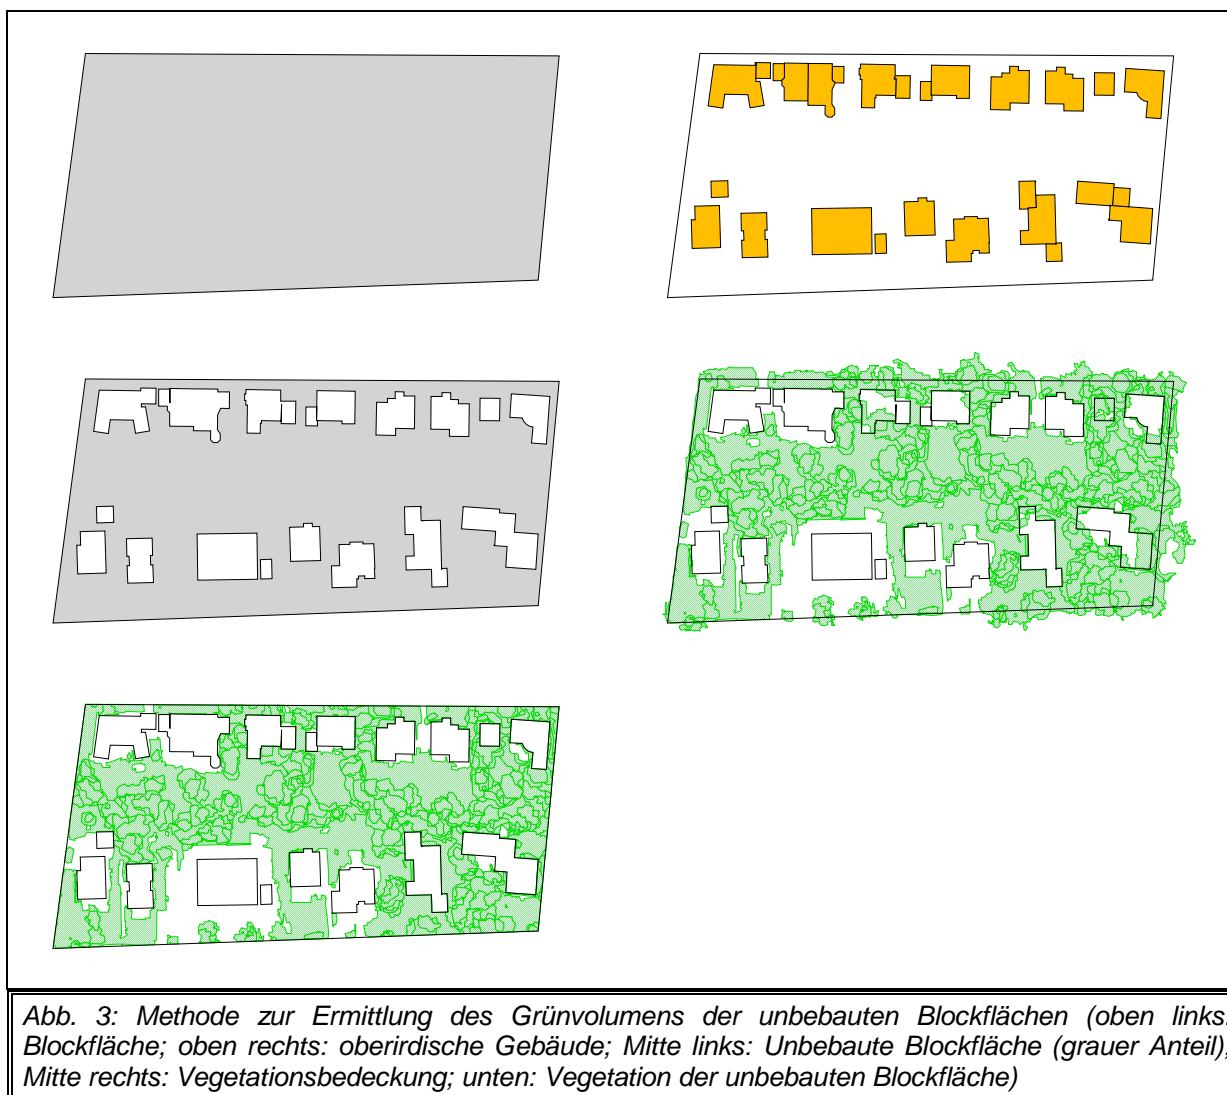 Abb. 3: Methode zur Ermittlung des Grünvolumens der unbebauten Blockflächen (oben links:
Blockfläche; oben rechts: oberirdische Gebäude; Mitte links: Unbebaute Blockfläche (grauer Anteil),
Mitte rechts: Vegetationsbedeckung; unten: Vegetation der unbebauten Blockfläche)